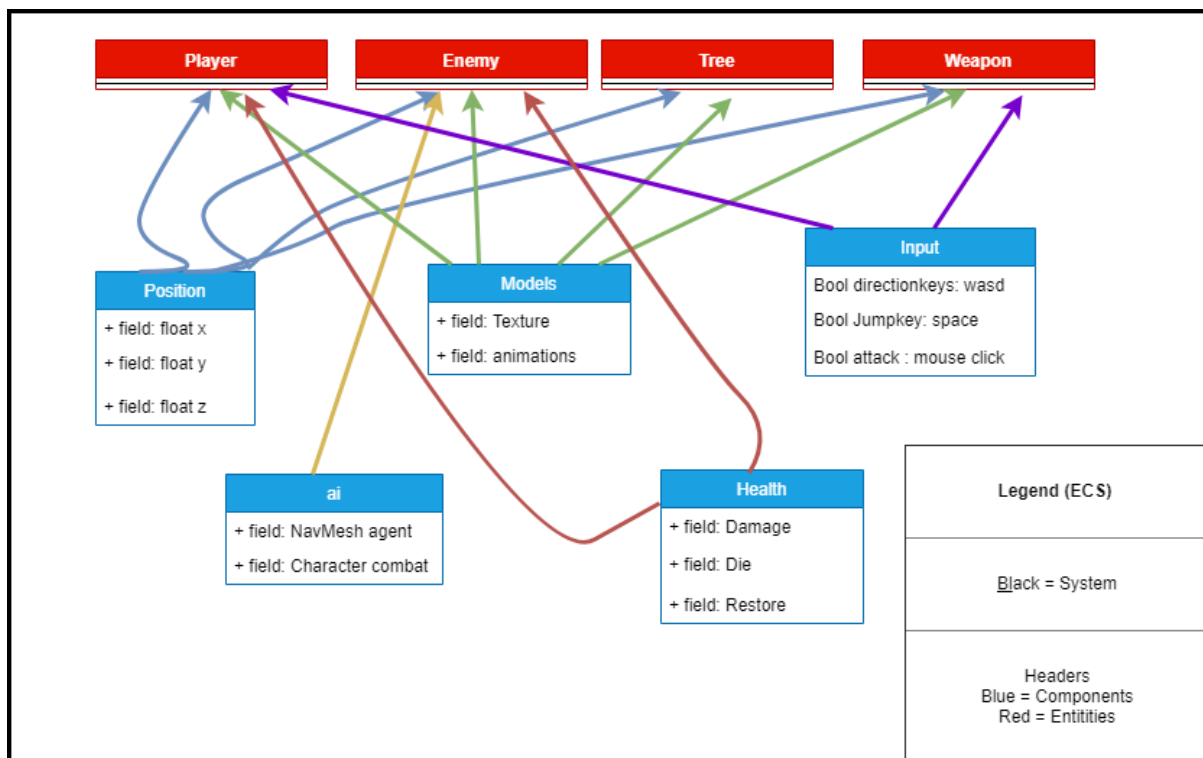 Player
Enemy
Tree
Weapon
Position
+ field: float x
+ field: float y
+ field: float z
Models
+ field: Texture
+ field: animations
Input
Bool directionkeys: wasd
Bool Jumpkey: space
Bool attack : mouse click
ai
+ field: NavMesh agent
+ field: Character combat
Health
+ field: Damage
+ field: Die
+ field: Restore
Legend (ECS)
Black = System
Headers
Blue = Components
Red = Entitities